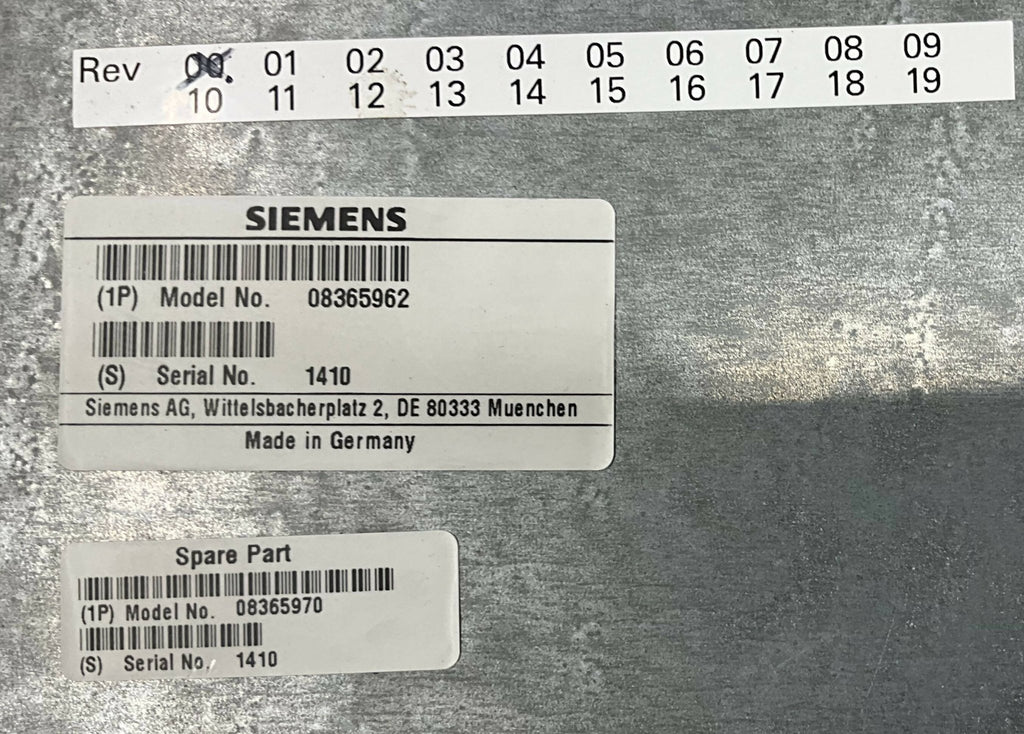 Rev 00. 01 02 03 04 05 06 07 08 09
10 11 12 13 14 15 16 17 18 19
SIEMENS
(1P) Model No. 08365962
(S) Serial No. 1410
Siemens AG, Wittelsbacherplatz 2, DE 80333 Muenchen
Made in Germany
Spare Part
(1P) Model No. 08365970
(S) Serial No. 1410